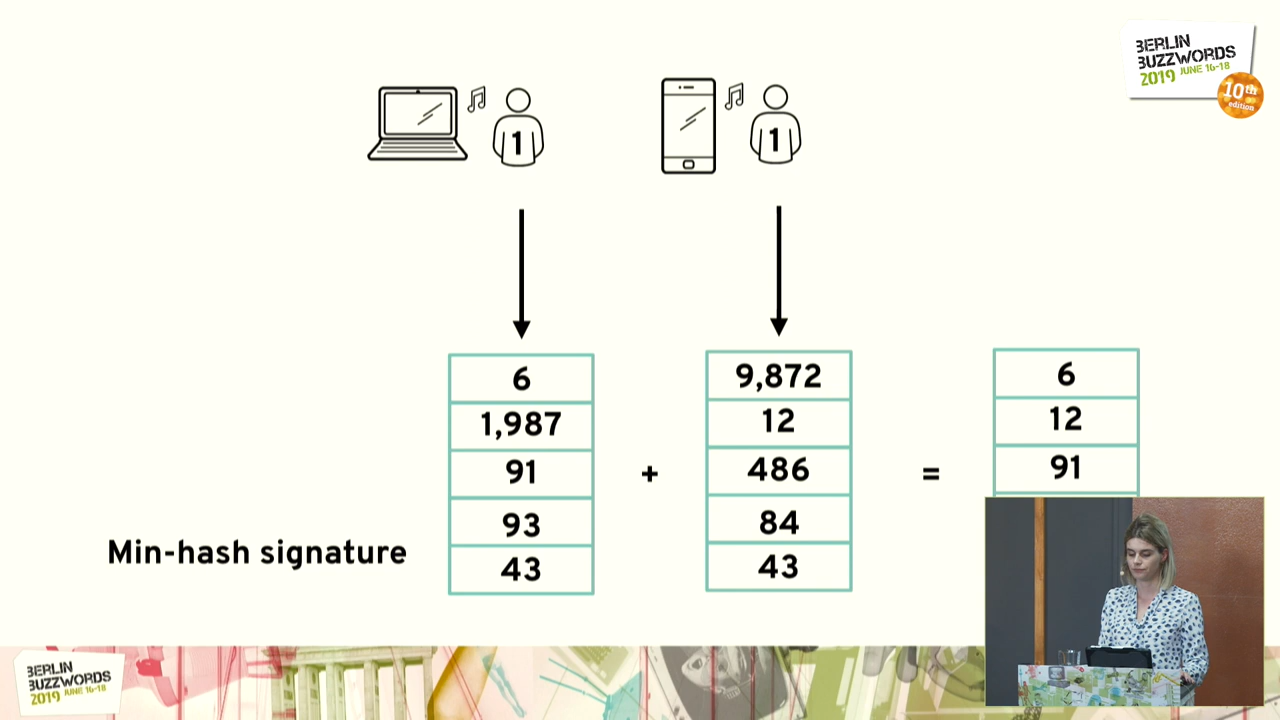 BERLIN
BUZZWORDS
2019 JUNE 16-18
10th
edition
1
1
6
1,987
91
93
43
+
9,872
12
486
84
43
=
6
12
91
Min-hash signature
BERLIN
BUZZWORDS
2019 JUNE 16-18